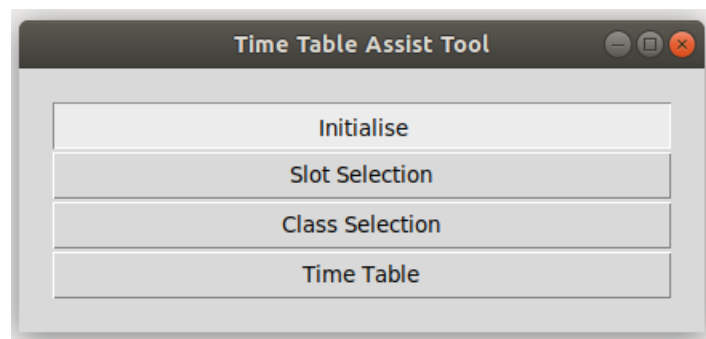 Time Table Assist Tool
Initialise
Slot Selection
Class Selection
Time Table